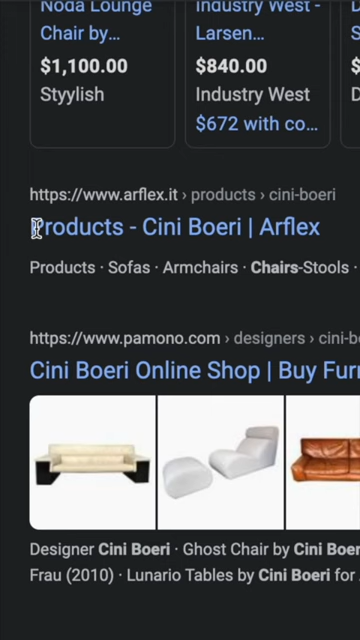 Noda Lounge
Chair by…
$1,100.00
Styylish
Industry West -
Larsen…
$840.00
Industry West
$672 with co…
https://www.arflex.it › products › cini-boeri
Products - Cini Boeri | Arflex
Products · Sofas · Armchairs · Chairs-Stools ·
https://www.pamono.com › designers › cini-b
Cini Boeri Online Shop | Buy Fur
Designer Cini Boeri · Ghost Chair by Cini Boer
Frau (2010) · Lunario Tables by Cini Boeri for